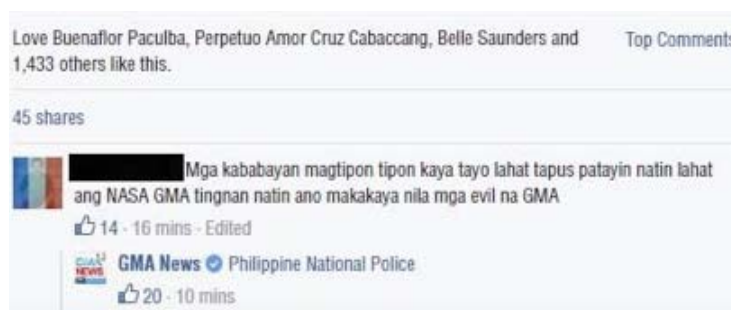 Love Buenaflor Paculba, Perpetuo Amor Cruz Cabaccang, Belle Saunders and
1,433 others like this.
Top Comments
45 shares
Mga kababayan magtipon tipon kaya tayo lahat tapus patayin natin lahat
ang NASA GMA tingnan natin ano makakaya nila mga evil na GMA
14 · 16 mins · Edited
GMA NEWS
GMA News Philippine National Police
20 · 10 mins